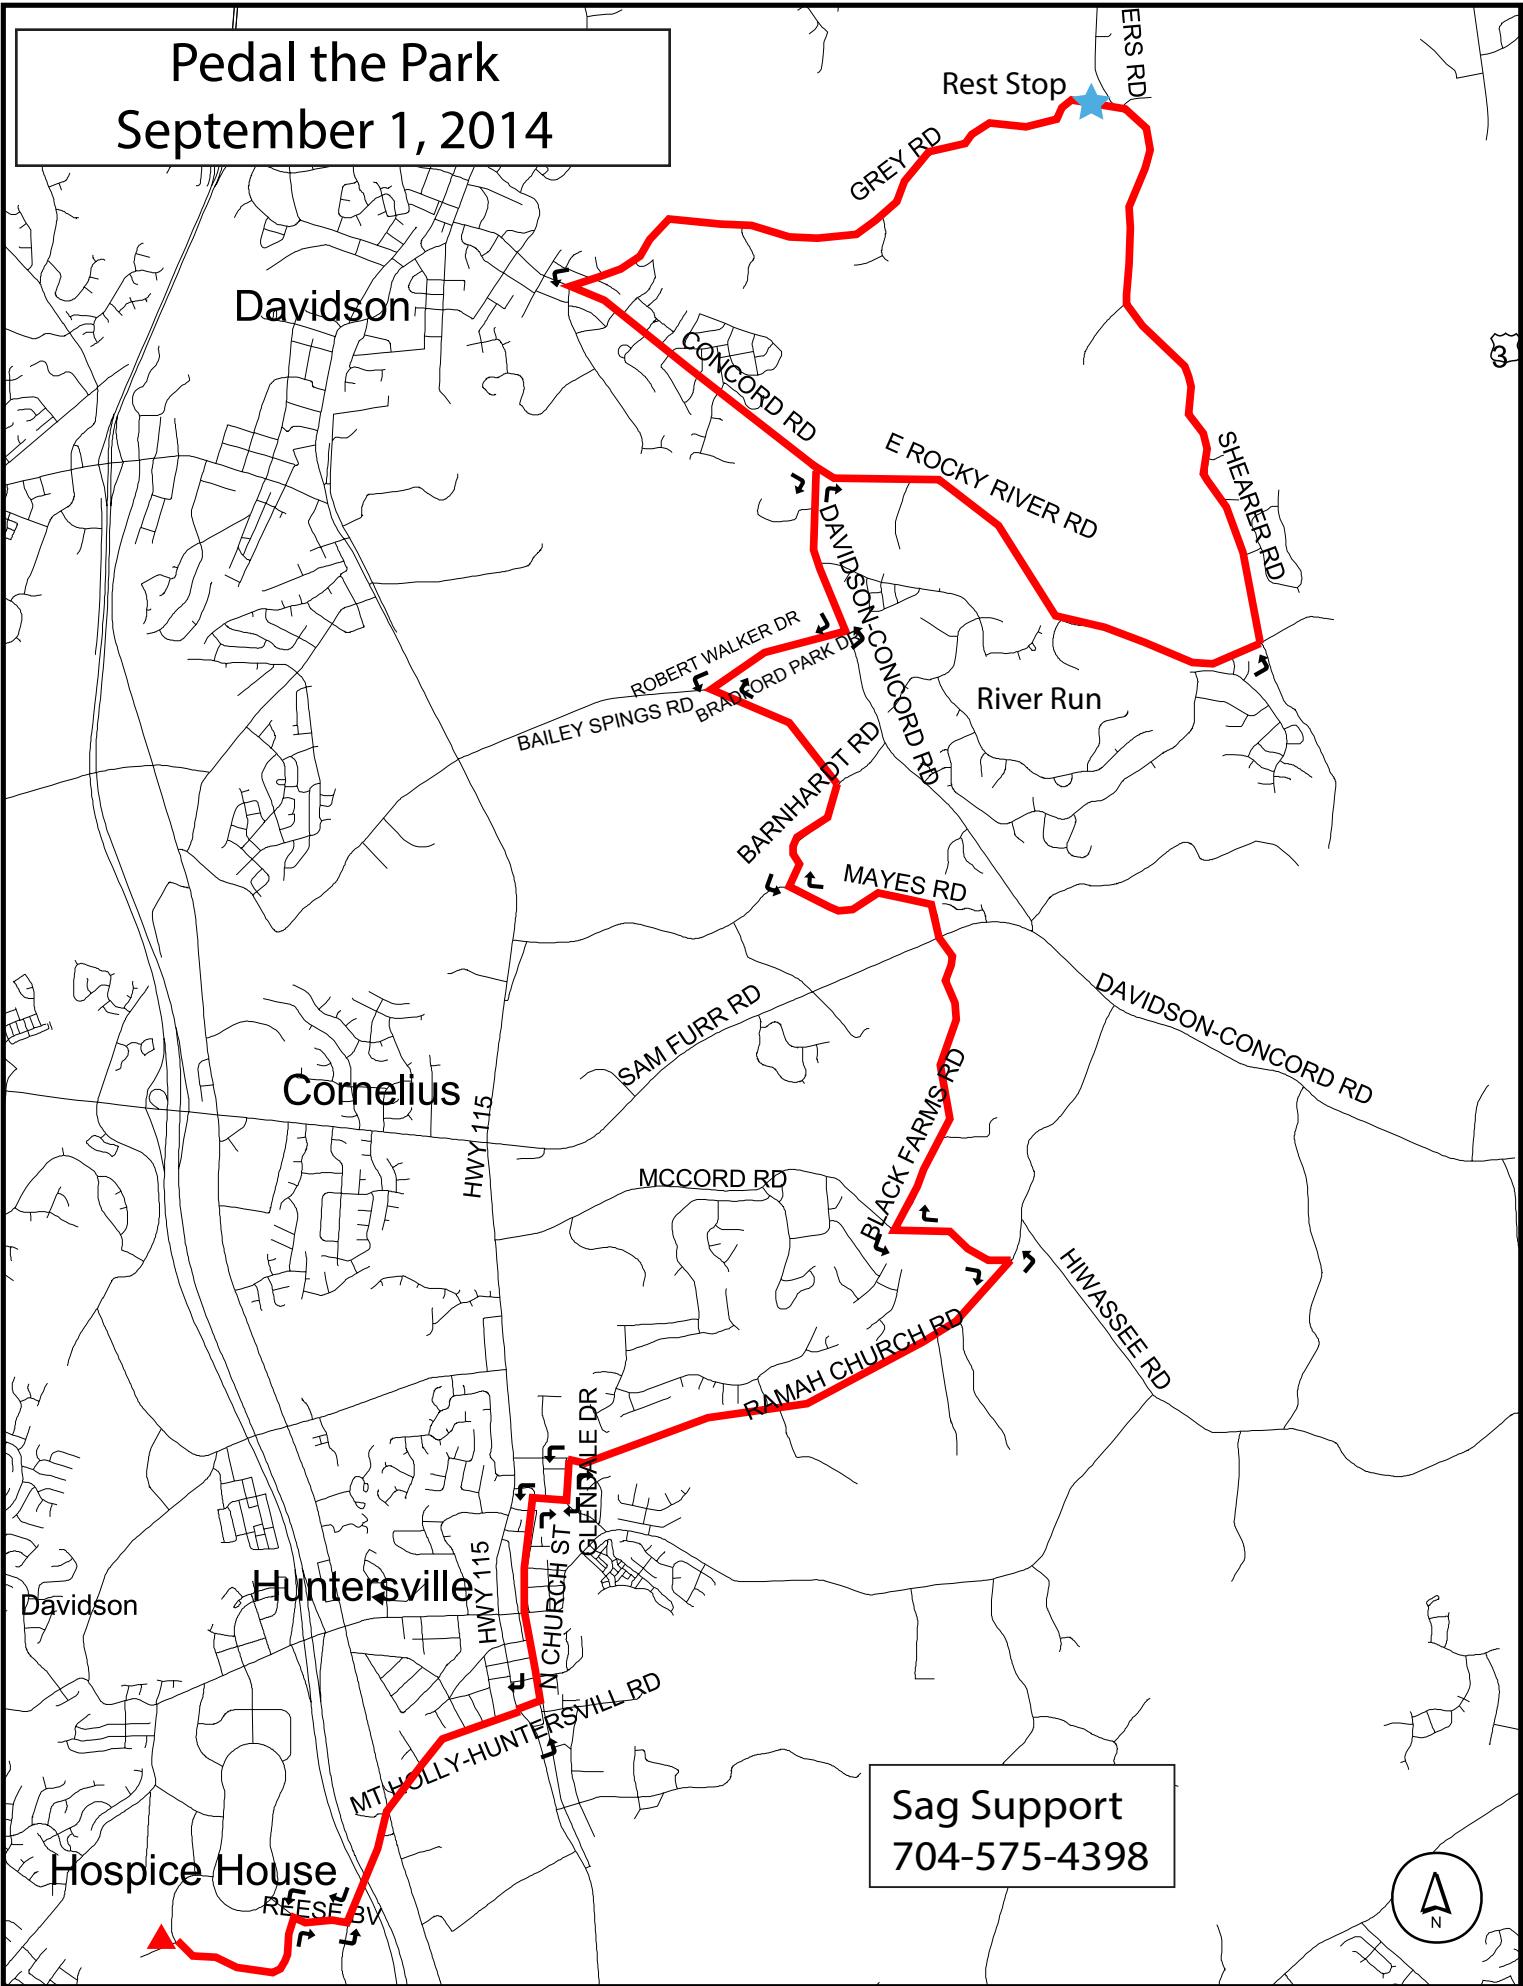 Pedal the Park
September 1, 2014
ERS RD
Rest Stop
GREY RD
Davidson
3
CONCORD RD
E ROCKY RIVER RD
SHEARER RD
DAVIDSON-CONCORD RD
ROBERT WALKER DR
BRADFORD PARK DR
BAILEY SPINGS RD
River Run
BARNHARDT RD
MAYES RD
SAM FURR RD
DAVIDSON-CONCORD RD
Cornelius
HWY 115
BLACK FARMS RD
MCCORD RD
HIWASSEE RD
RAMAH CHURCH RD
GLENDALE DR
N CHURCH ST
HWY 115
Huntersville
Davidson
MT HOLLY-HUNTERSVILL RD
Sag Support
704-575-4398
Hospice House
REESE BV
N